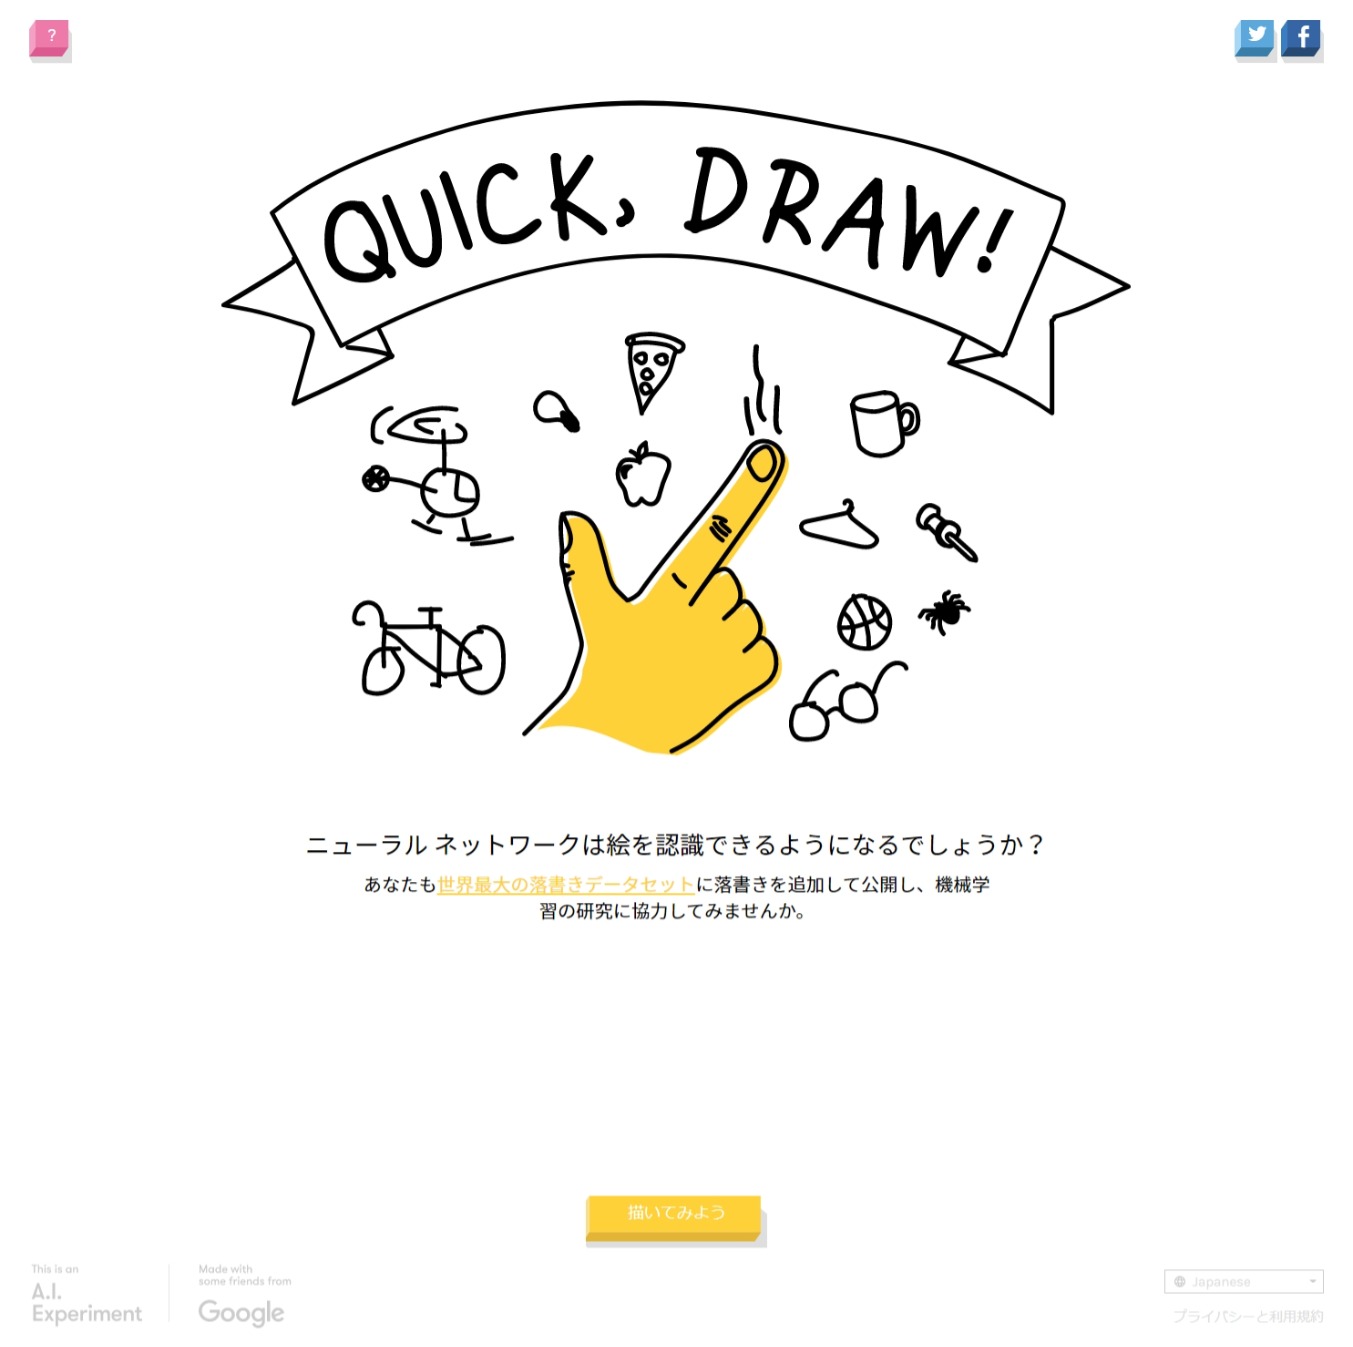 ?
QUICK, DRAW!
ニューラル ネットワークは絵を認識できるようになるでしょうか？
あなたも世界最大の落書きデータセットに落書きを追加して公開し、機械学
習の研究に協力してみませんか。
描いてみよう
This is an
A.I.
Experiment
Made with
some friends from
Google
Japanese
プライバシーと利用規約